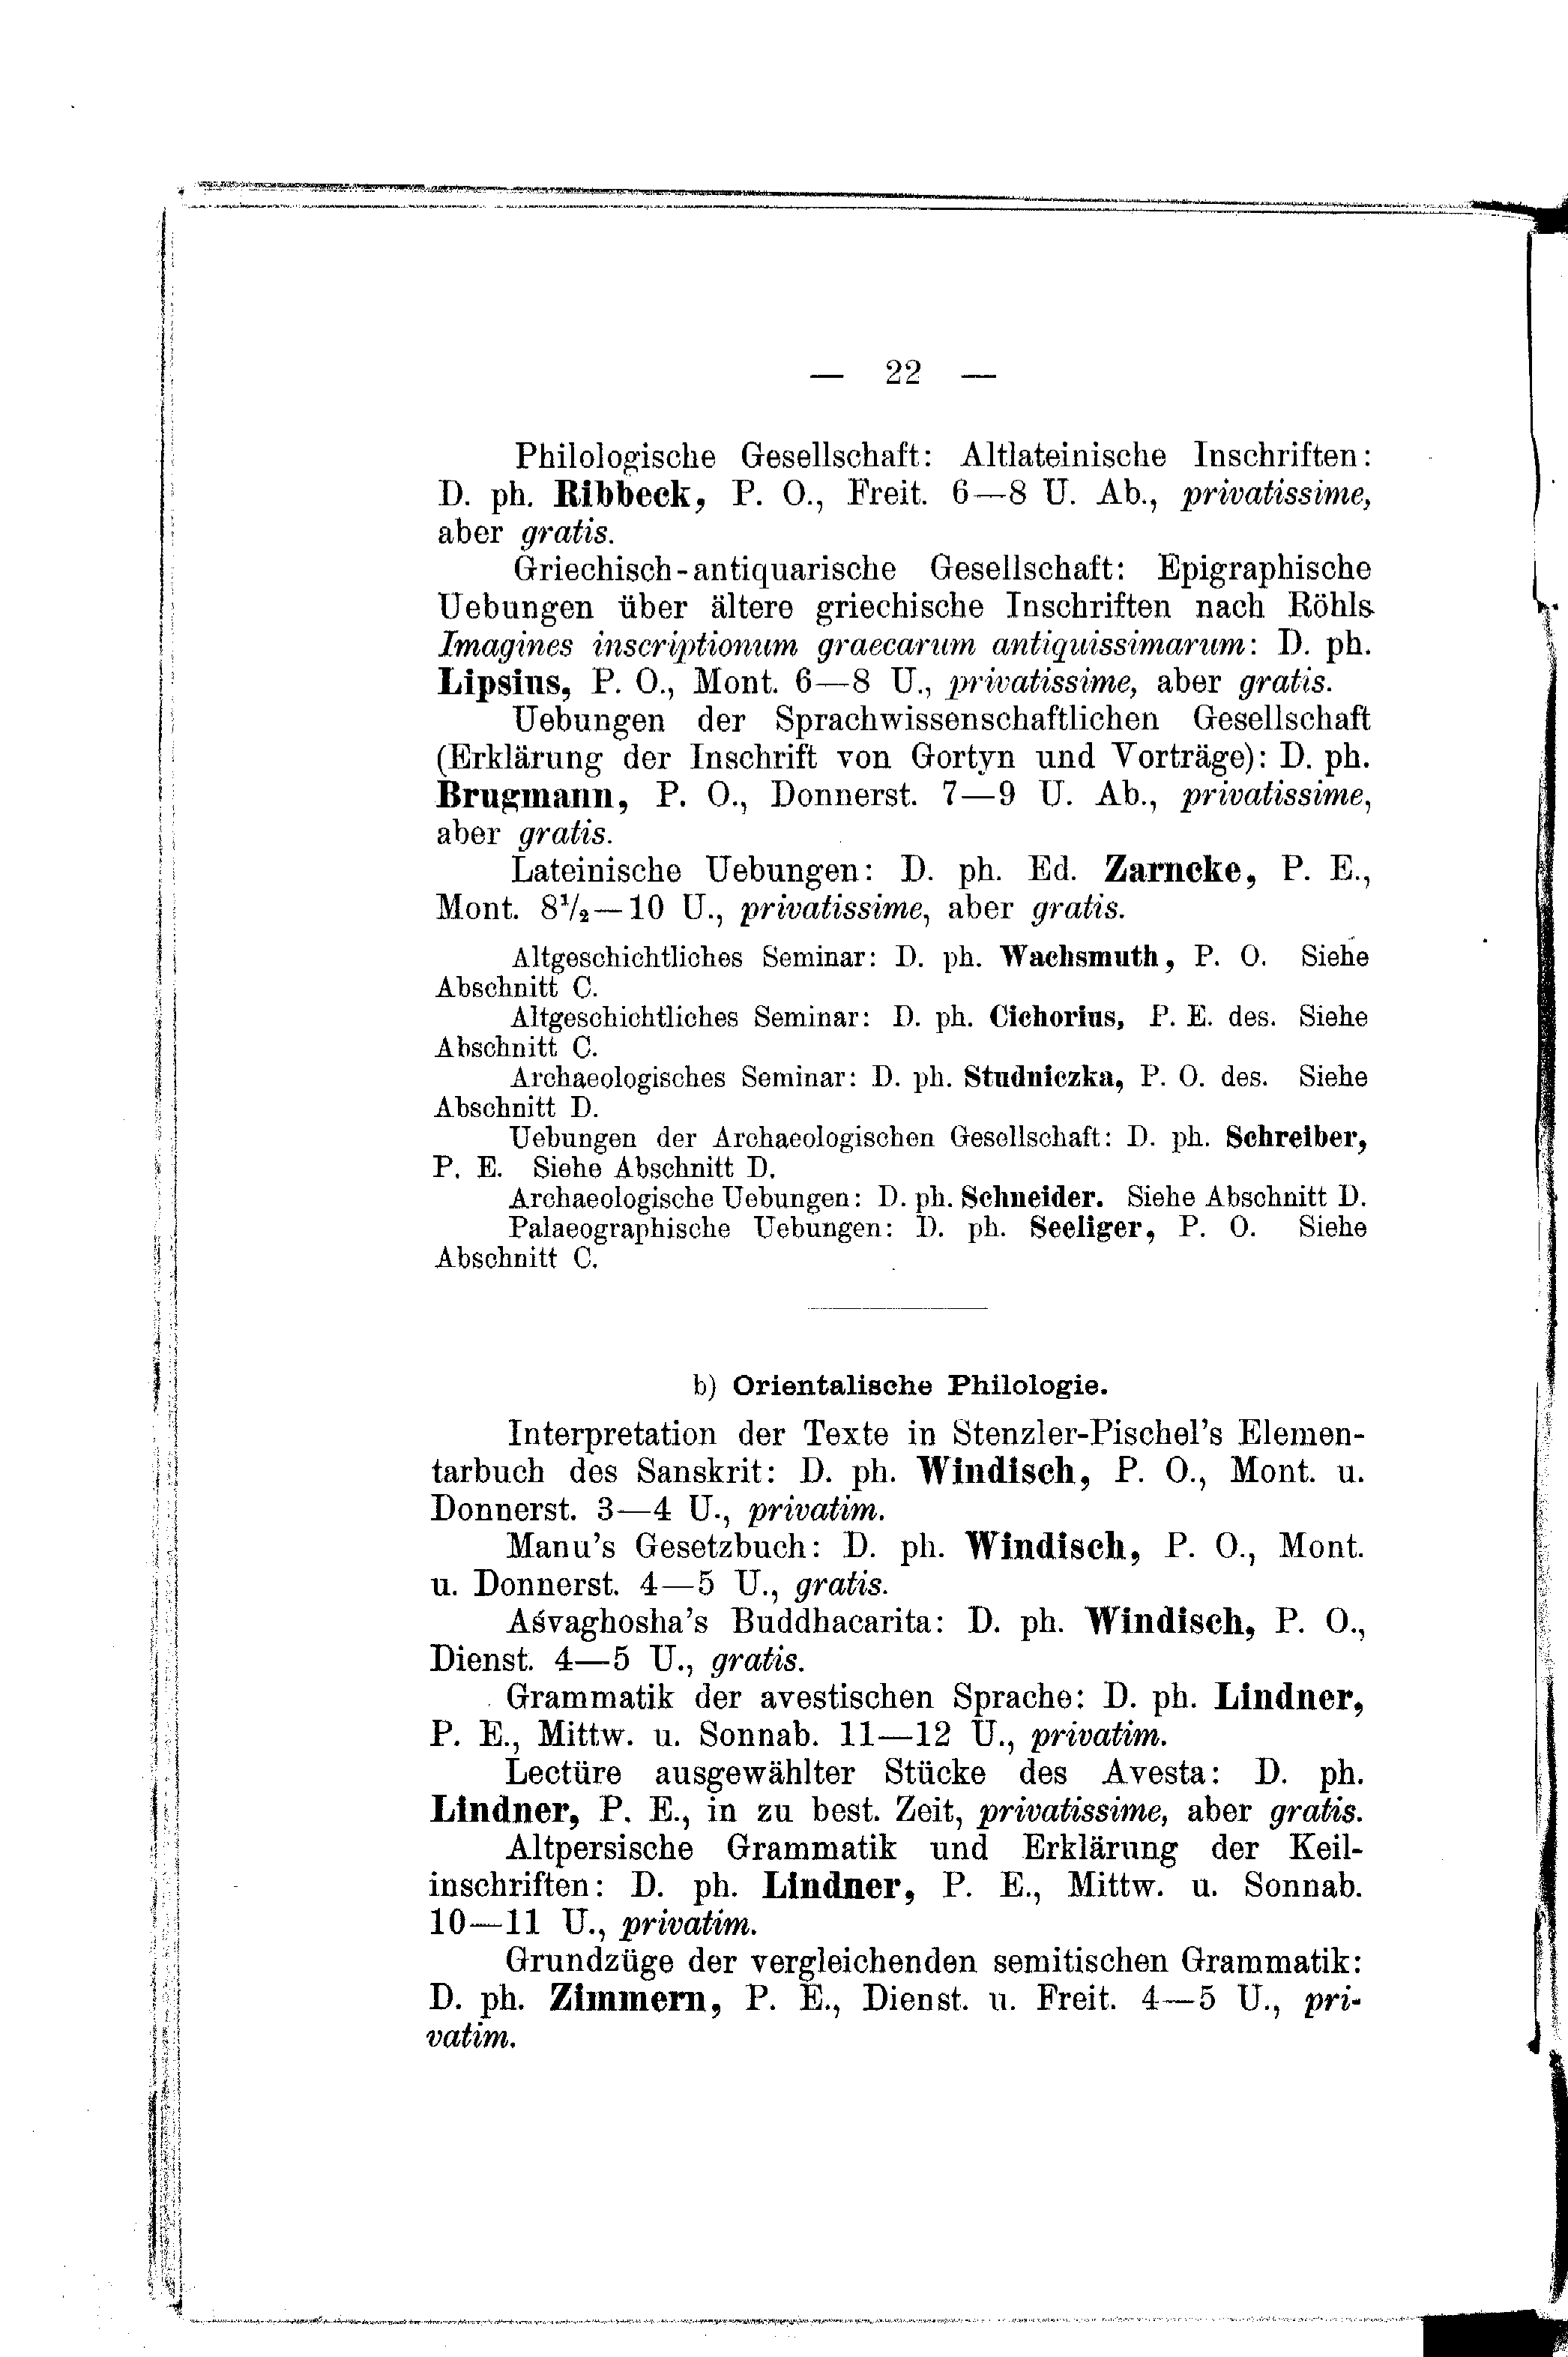 — 22 —
Philologische Gesellschaft: Altlateinische Inschriften:
D. ph. Ribbeck, P. O., Freit. 6—8 U. Ab., privatissime,
aber gratis.
Griechisch-antiquarische Gesellschaft: Epigraphische
Uebungen über ältere griechische Inschriften nach Röhls
Imagines inscriptionum graecarum antiquissimarum: D. ph.
Lipsius, P. O., Mont. 6—8 U., privatissime, aber gratis.
Uebungen der Sprachwissenschaftlichen Gesellschaft
(Erklärung der Inschrift von Gortyn und Vorträge): D. ph.
Brugmann, P. O., Donnerst. 7—9 U. Ab., privatissime,
aber gratis.
Lateinische Uebungen: D. ph. Ed. Zarncke, P. E.,
Mont. 8½—10 U., privatissime, aber gratis.
Altgeschichtliches Seminar: D. ph. Wachsmuth, P. O. Siehe
Abschnitt C.
Altgeschichtliches Seminar: D. ph. Cichorius, P. E. des. Siehe
Abschnitt C.
Archaeologisches Seminar: D. ph. Studniczka, P. O. des. Siehe
Abschnitt D.
Uebungen der Archaeologischen Gesellschaft: D. ph. Schreiber,
P. E. Siehe Abschnitt D.
Archaeologische Uebungen: D. ph. Schneider. Siehe Abschnitt D.
Palaeographische Uebungen: D. ph. Seeliger, P. O. Siehe
Abschnitt C.
b) Orientalische Philologie.
Interpretation der Texte in Stenzler-Pischel's Elemen-
tarbuch des Sanskrit: D. ph. Windisch, P. O., Mont. u.
Donnerst. 3—4 U., privatim.
Manu's Gesetzbuch: D. ph. Windisch, P. O., Mont.
u. Donnerst. 4—5 U., gratis.
Aśvaghosha's Buddhacarita: D. ph. Windisch, P. O.,
Dienst. 4—5 U., gratis.
Grammatik der avestischen Sprache: D. ph. Lindner,
P. E., Mittw. u. Sonnab. 11—12 U., privatim.
Lectüre ausgewählter Stücke des Avesta: D. ph.
Lindner, P. E., in zu best. Zeit, privatissime, aber gratis.
Altpersische Grammatik und Erklärung der Keil-
inschriften: D. ph. Lindner, P. E., Mittw. u. Sonnab.
10—11 U., privatim.
Grundzüge der vergleichenden semitischen Grammatik:
D. ph. Zimmern, P. E., Dienst. u. Freit. 4—5 U., pri-
vatim.